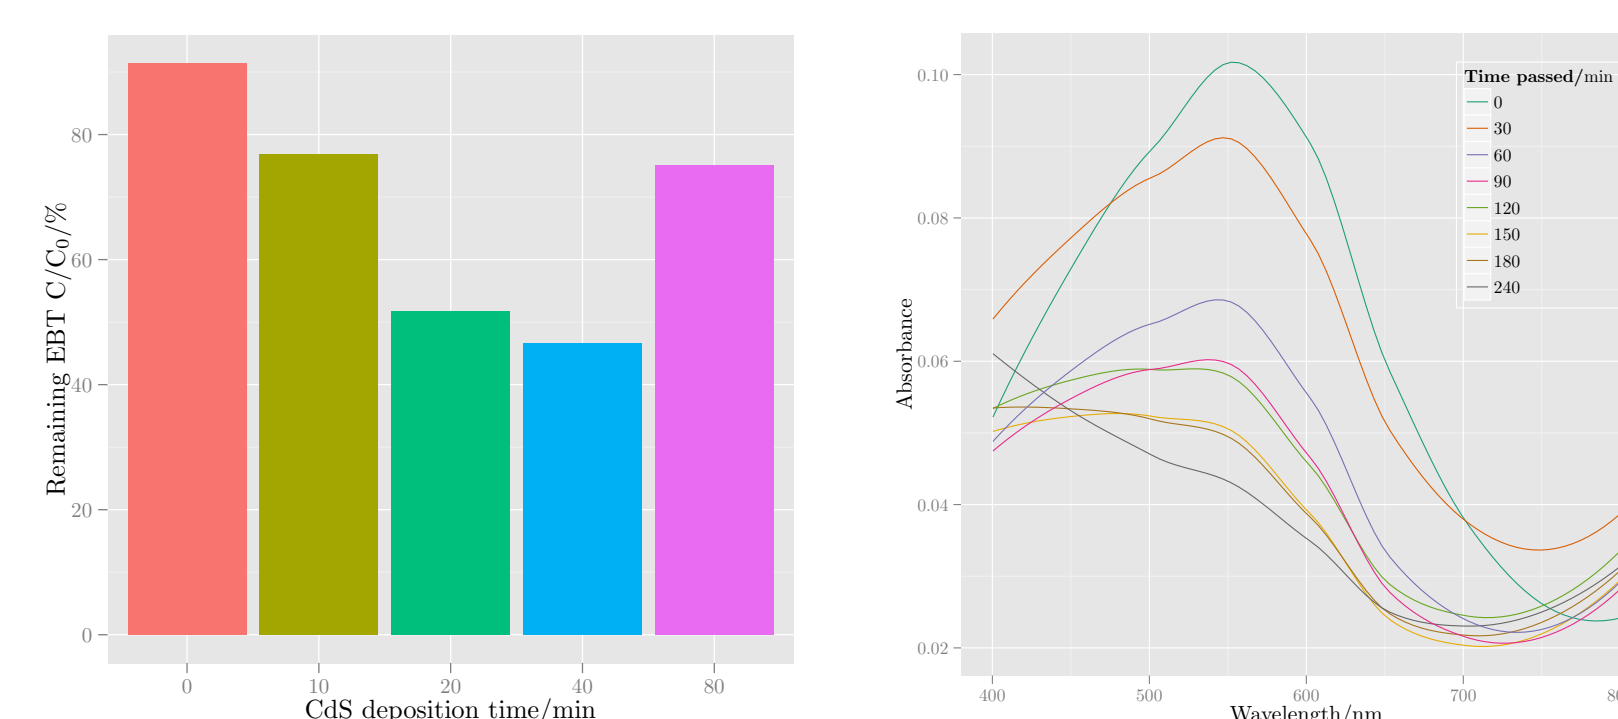 Remaining EBT C/C₀/%
80
60
40
20
0
0 10 20 40 80
CdS deposition time/min
Absorbance
0.10
0.08
0.06
0.04
0.02
400 500 600 700
Wavelength/nm
Time passed/min
0
30
60
90
120
150
180
240